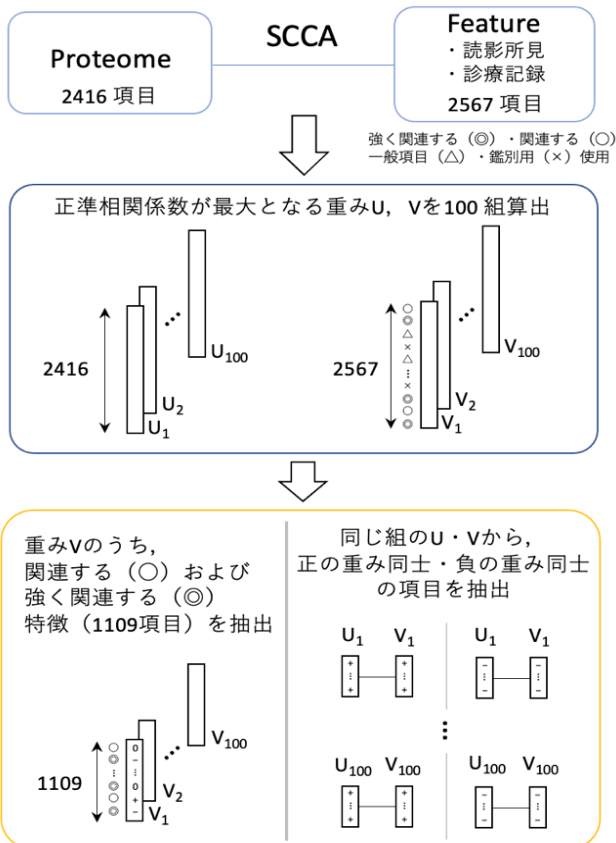 SCCA
Proteome
2416 項目
Feature
・読影所見
・診療記録
2567 項目
強く関連する（◎）・関連する（○）
一般項目（△）・鑑別用（×）使用
正準相関係数が最大となる重みU，Vを100 組算出
2416
U1
U2
U100
2567
○
◎
△
×
△
⋮
×
◎
○
◎
V1
V2
V100
重みVのうち，
関連する（○）および
強く関連する（◎）
特徴（1109項目）を抽出
1109
○
◎
⋮
◎
○
◎
0
−
⋮
0
+
−
V1
V2
V100
同じ組のU・Vから，
正の重み同士・負の重み同士
の項目を抽出
U1 V1 U1 V1
+ + − −
⋮ ⋮ ⋮ ⋮
+ + − −
U100 V100 U100 V100
+ + − −
⋮ ⋮ ⋮ ⋮
+ + − −